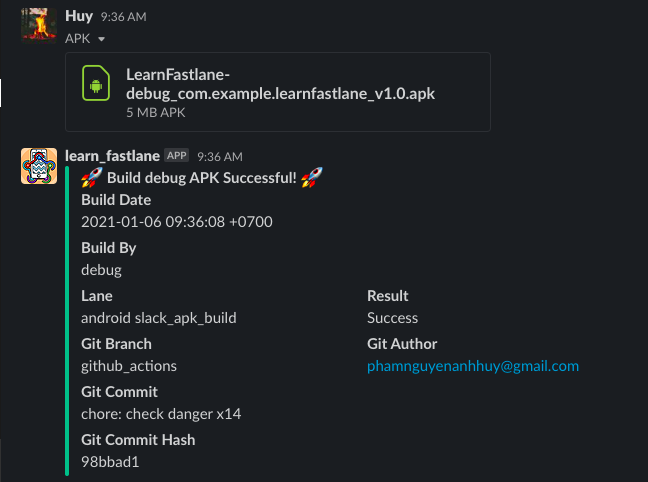 Huy 9:36 AM
APK
LearnFastlane-
debug_com.example.learnfastlane_v1.0.apk
5 MB APK
learn_fastlane APP 9:36 AM
🚀 Build debug APK Successful! 🚀
Build Date
2021-01-06 09:36:08 +0700
Build By
debug
Lane Result
android slack_apk_build Success
Git Branch Git Author
github_actions phamnguyenanhhuy@gmail.com
Git Commit
chore: check danger x14
Git Commit Hash
98bbad1